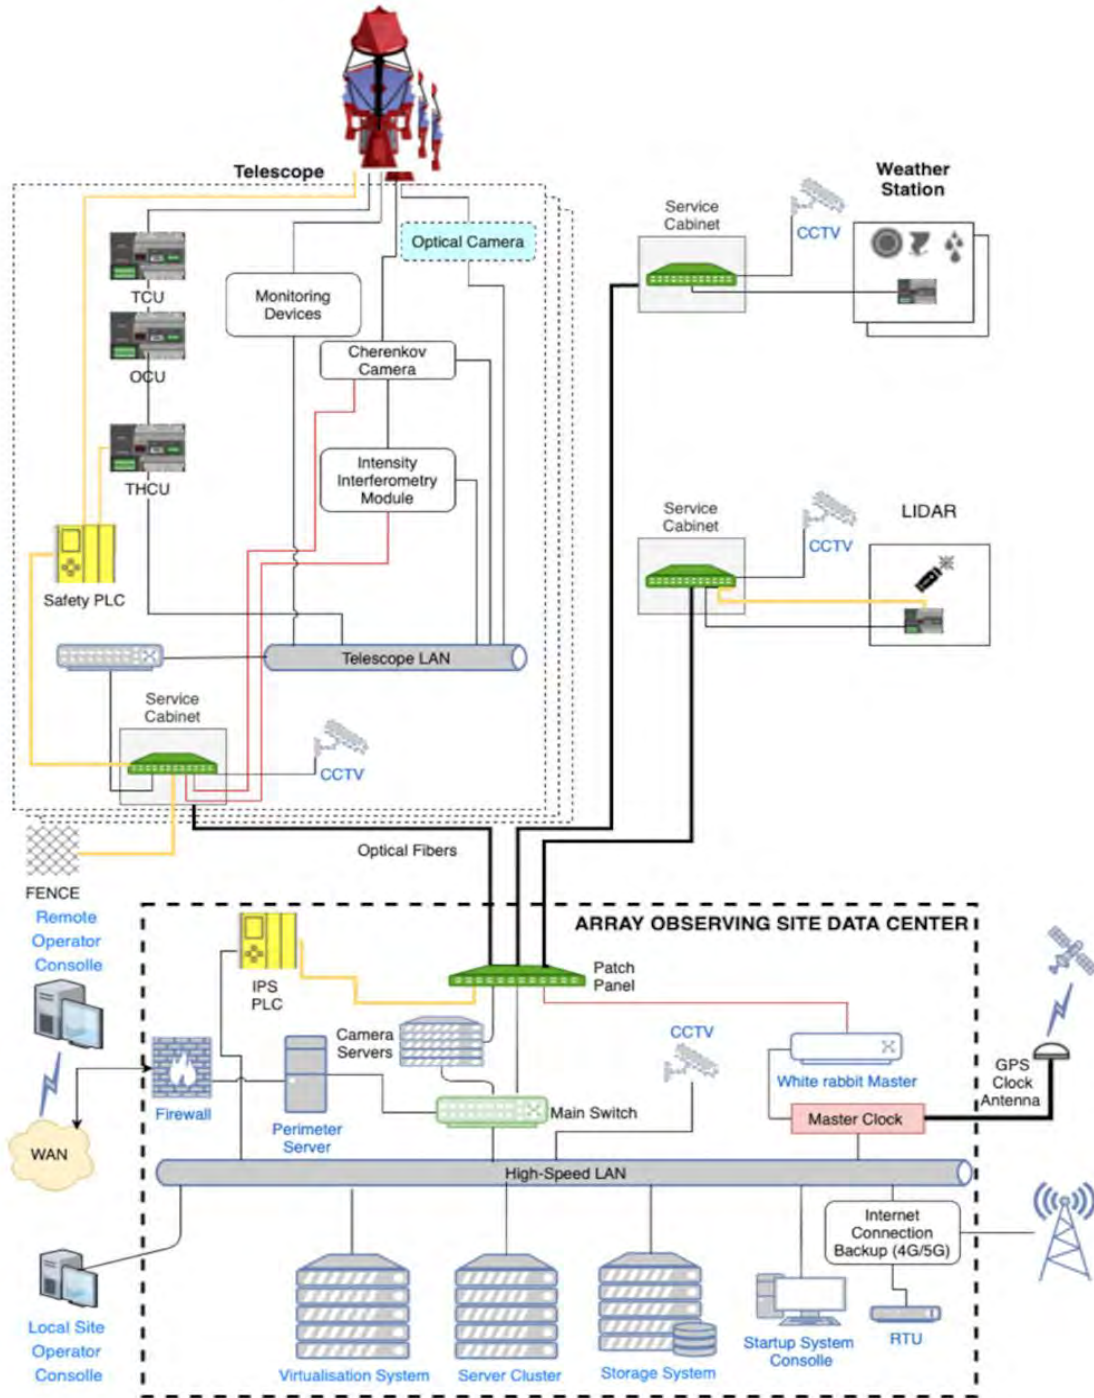 Telescope
Weather
Station
Service
Cabinet
CCTV
Optical Camera
TCU
Monitoring
Devices
OCU
Cherenkov
Camera
Intensity
Interferometry
Module
THCU
Service
Cabinet
CCTV
LIDAR
Safety PLC
Telescope LAN
Service
Cabinet
CCTV
Optical Fibers
FENCE
Remote
Operator
Consolle
ARRAY OBSERVING SITE DATA CENTER
IPS
PLC
Patch
Panel
Camera
Servers
CCTV
White rabbit Master
GPS
Clock
Antenna
Firewall
Perimeter
Server
Main Switch
Master Clock
WAN
High-Speed LAN
Internet
Connection
Backup (4G/5G)
Local Site
Operator
Consolle
Virtualisation System
Server Cluster
Storage System
Startup System
Consolle
RTU